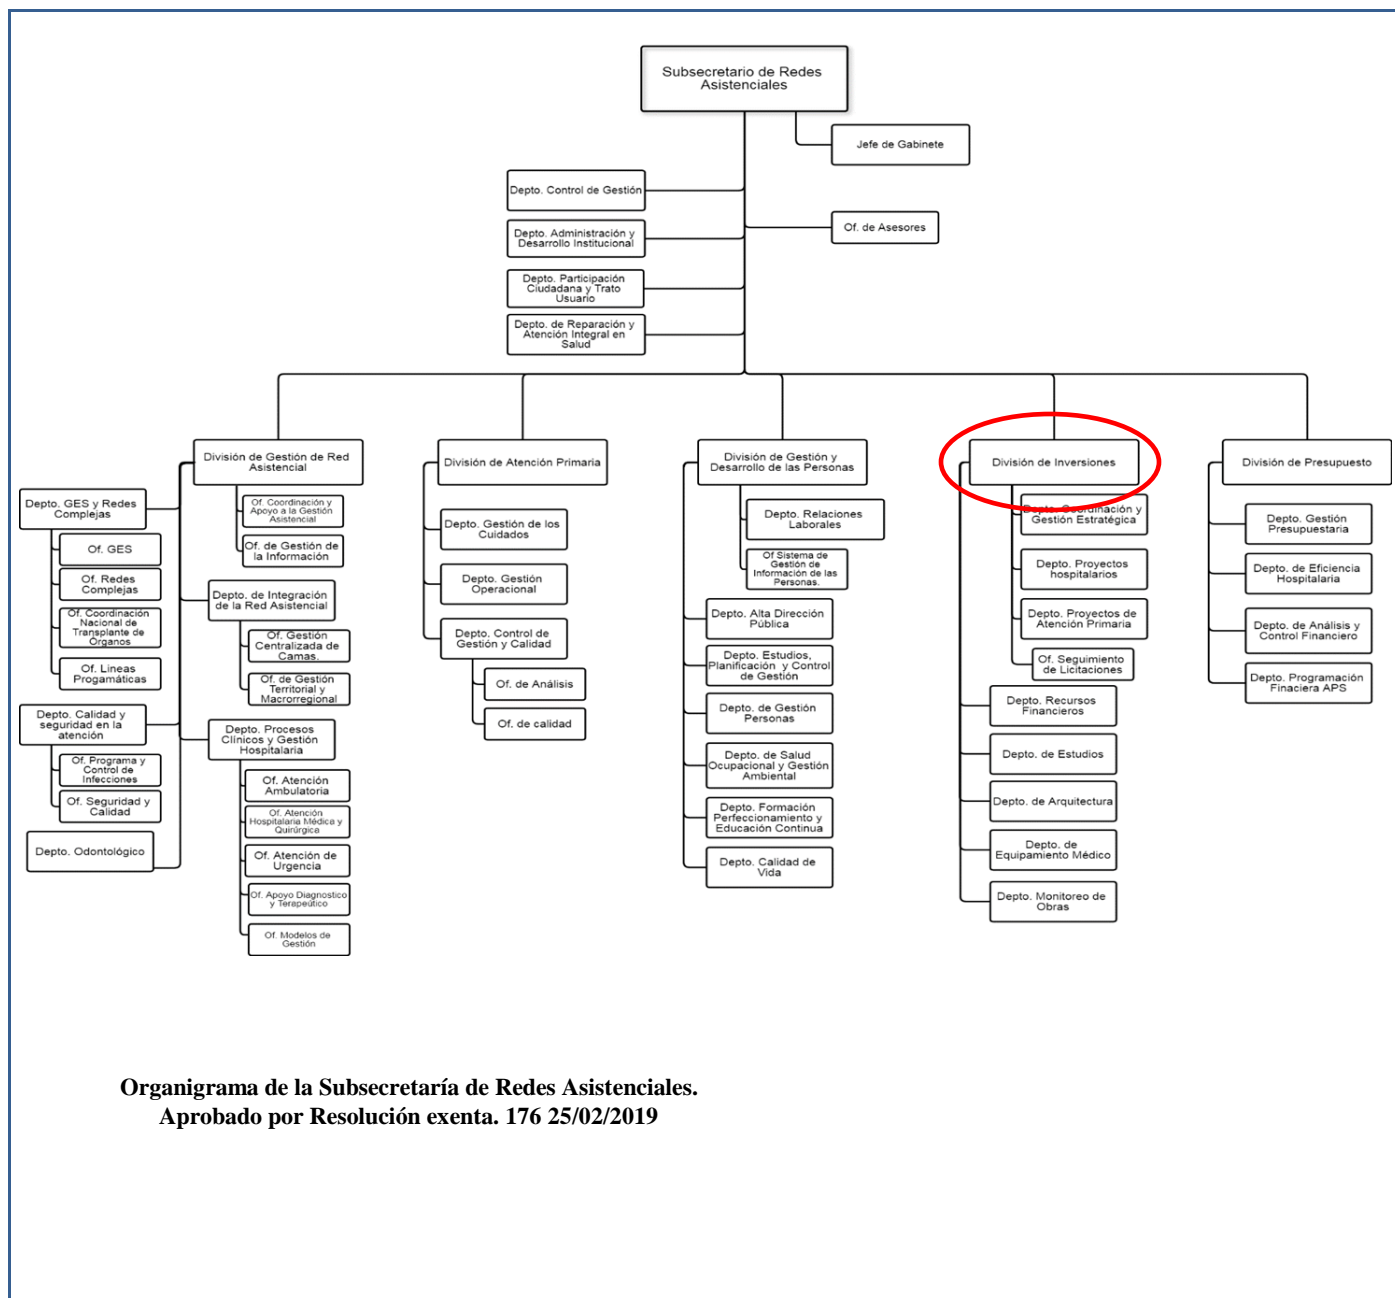 Subsecretario de Redes
Asistenciales
Jefe de Gabinete
Depto. Control de Gestión
Of. de Asesores
Depto. Administración y
Desarrollo Institucional
Depto. Participación
Ciudadana y Trato
Usuario
Depto. de Reparación y
Atención Integral en
Salud
División de Gestión de Red
Asistencial
Depto. GES y Redes
Complejas
Of. GES
Of. Redes
Complejas
Of. Coordinación
Nacional de
Transplante de
Órganos
Of. Lineas
Progamáticas
Depto. Calidad y
seguridad en la
atención
Of. Programa y
Control de
Infecciones
Of. Seguridad y
Calidad
Depto. Odontológico
Of. Coordinación y
Apoyo a la Gestión
Asistencial
Of. de Gestión de
la Información
Depto. de Integración
de la Red Asistencial
Of. Gestión
Centralizada de
Camas.
Of. de Gestión
Territorial y
Macrorregional
Depto. Procesos
Clínicos y Gestión
Hospitalaria
Of. Atención
Ambulatoria
Of. Atención
Hospitalaria Médica y
Quirúrgica
Of. Atención de
Urgencia
Of. Apoyo Diagnostico
y Terapeútico
Of. Modelos de
Gestión
División de Atención Primaria
Depto. Gestión de los
Cuidados
Depto. Gestión
Operacional
Depto. Control de
Gestión y Calidad
Of. de Análisis
Of. de calidad
División de Gestión y
Desarrollo de las Personas
Depto. Relaciones
Laborales
Of Sistema de
Gestión de
Información de las
Personas.
Depto. Alta Dirección
Pública
Depto. Estudios,
Planificación y Control
de Gestión
Depto. de Gestión
Personas
Depto. de Salud
Ocupacional y Gestión
Ambiental
Depto. Formación
Perfeccionamiento y
Educación Continua
Depto. Calidad de
Vida
División de Inversiones
Depto. Coordinación y
Gestión Estratégica
Depto. Proyectos
hospitalarios
Depto. Proyectos de
Atención Primaria
Of. Seguimiento
de Licitaciones
Depto. Recursos
Financieros
Depto. de Estudios
Depto. de Arquitectura
Depto. de
Equipamiento Médico
Depto. Monitoreo de
Obras
División de Presupuesto
Depto. Gestión
Presupuestaria
Depto. de Eficiencia
Hospitalaria
Depto. de Análisis y
Control Financiero
Depto. Programación
Finaciera APS
Organigrama de la Subsecretaría de Redes Asistenciales.
Aprobado por Resolución exenta. 176 25/02/2019